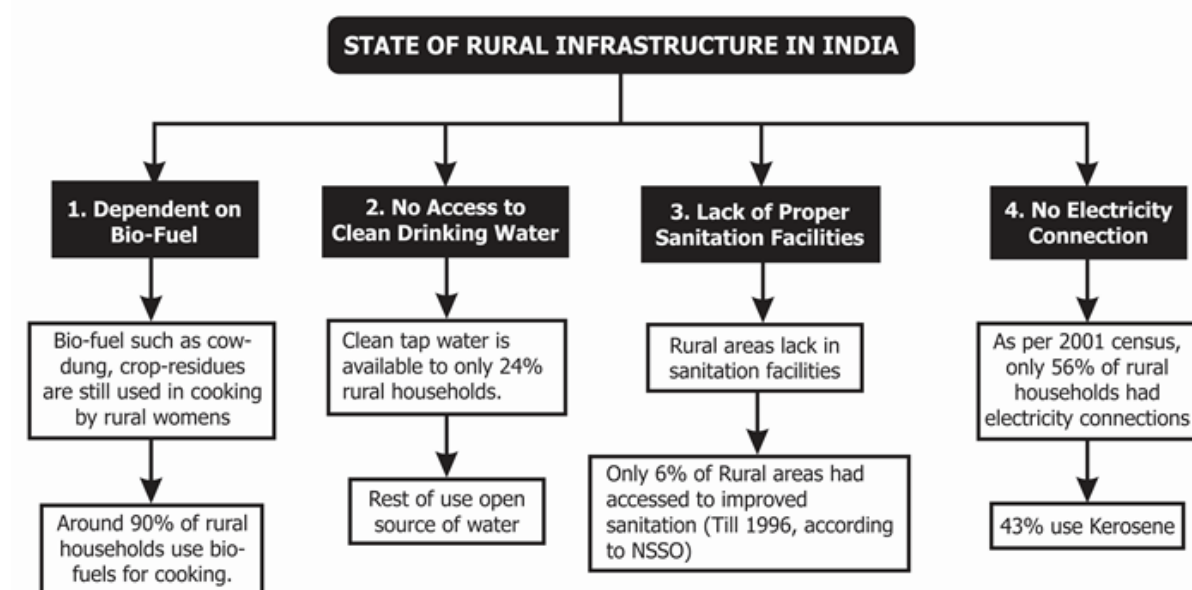 STATE OF RURAL INFRASTRUCTURE IN INDIA
1. Dependent on
Bio-Fuel
Bio-fuel such as cow-
dung, crop-residues
are still used in cooking
by rural womens
Around 90% of rural
households use bio-
fuels for cooking.
2. No Access to
Clean Drinking Water
Clean tap water is
available to only 24%
rural households.
Rest of use open
source of water
3. Lack of Proper
Sanitation Facilities
Rural areas lack in
sanitation facilities
Only 6% of Rural areas had
accessed to improved
sanitation (Till 1996, according
to NSSO)
4. No Electricity
Connection
As per 2001 census,
only 56% of rural
households had
electricity connections
43% use Kerosene